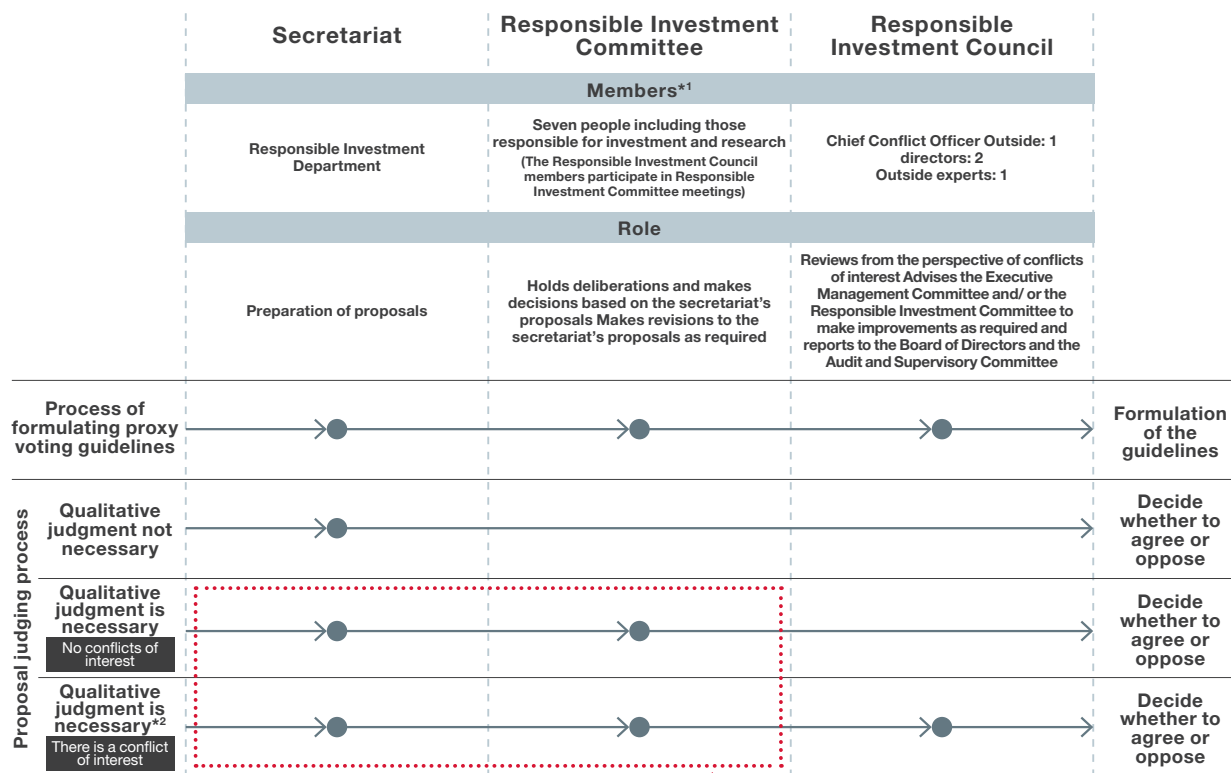 Secretariat
Responsible Investment
Committee
Responsible
Investment Council
Members*1
Responsible Investment
Department
Seven people including those
responsible for investment and research
(The Responsible Investment Council
members participate in Responsible
Investment Committee meetings)
Chief Conflict Officer Outside: 1
directors: 2
Outside experts: 1
Role
Preparation of proposals
Holds deliberations and makes
decisions based on the secretariat's
proposals Makes revisions to the
secretariat's proposals as required
Reviews from the perspective of conflicts
of interest Advises the Executive
Management Committee and/ or the
Responsible Investment Committee to
make improvements as required and
reports to the Board of Directors and the
Audit and Supervisory Committee
Process of
formulating proxy
voting guidelines
Formulation
of the
guidelines
Proposal judging process
Qualitative
judgment not
necessary
Decide
whether to
agree or
oppose
Qualitative
judgment is
necessary
No conflicts of
interest
Decide
whether to
agree or
oppose
Qualitative
judgment is
necessary*2
There is a conflict
of interest
Decide
whether to
agree or
oppose